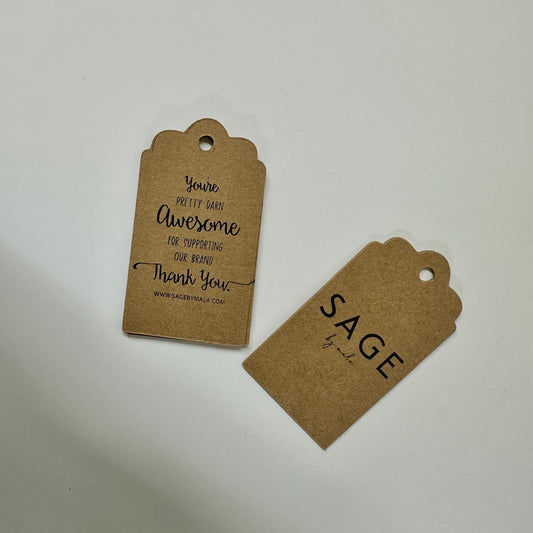 You're
PRETTY DARN
Awesome
FOR SUPPORTING
OUR BRAND
Thank You.
WWW.SAGEBYMALA.COM
SAGE
by mala